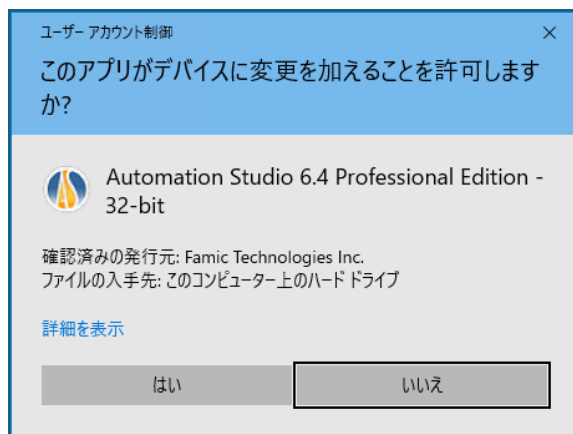 ユーザー アカウント制御
このアプリがデバイスに変更を加えることを許可します
か?
Automation Studio 6.4 Professional Edition -
32-bit
確認済みの発行元: Famic Technologies Inc.
ファイルの入手先: このコンピューター上のハード ドライブ
詳細を表示
はい
いいえ